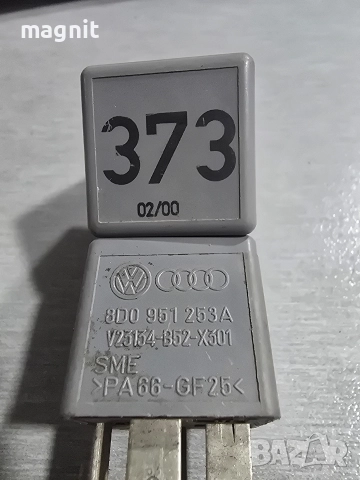 magnit
373
02/00
8D0 951 253A
V23134-B52-X301
SME
>PA66-GF25<
BAZAR